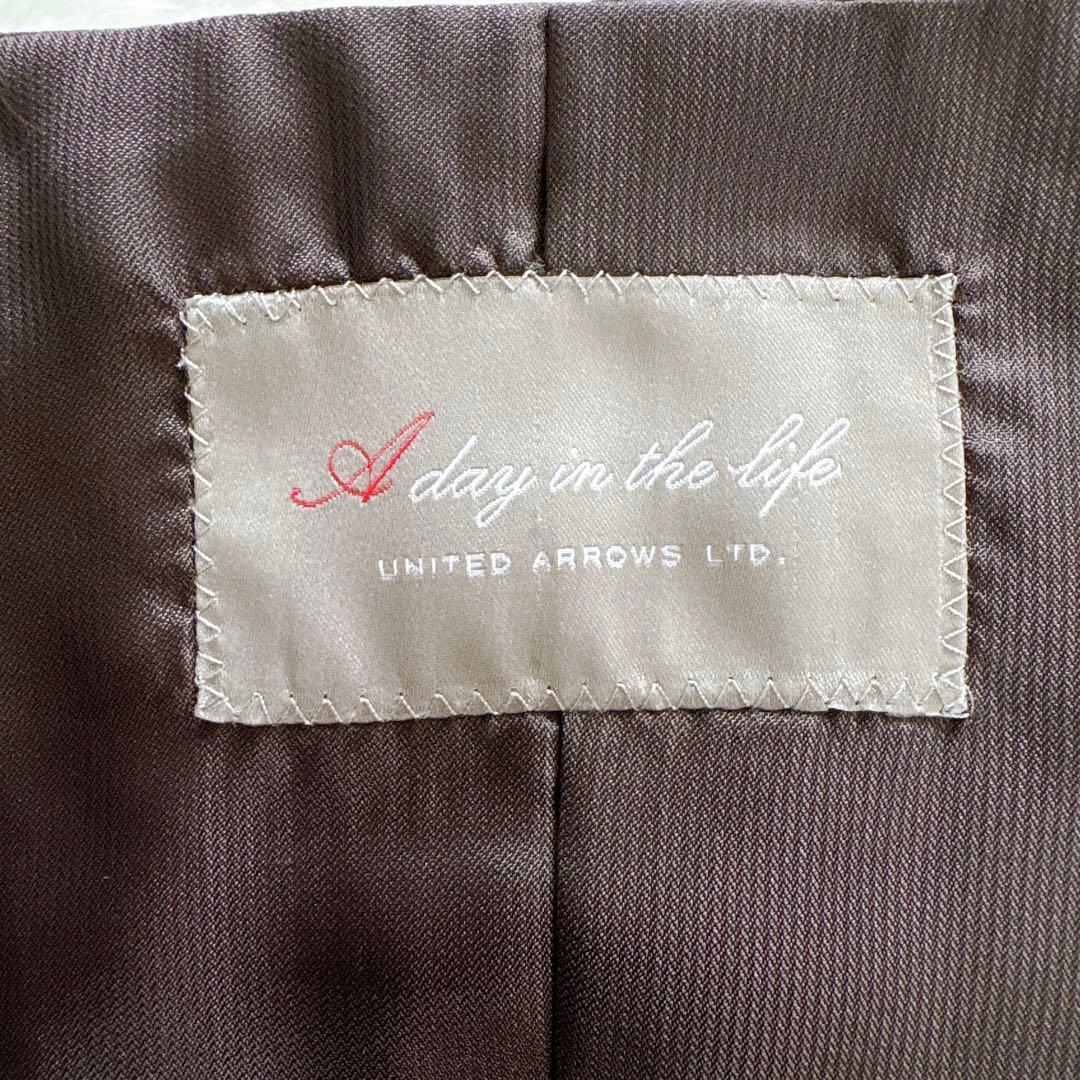 A day in the life
UNITED ARROWS LTD.